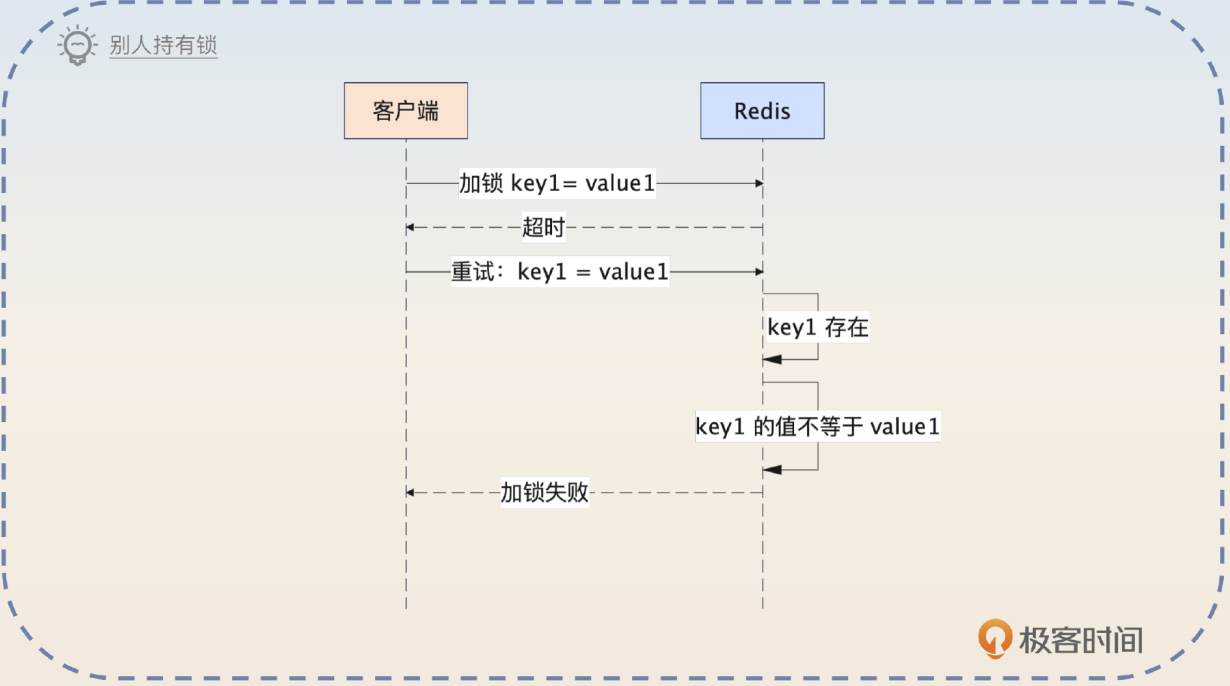 别人持有锁
客户端
Redis
加锁 key1= value1
超时
重试：key1 = value1
key1 存在
key1 的值不等于 value1
加锁失败
极客时间